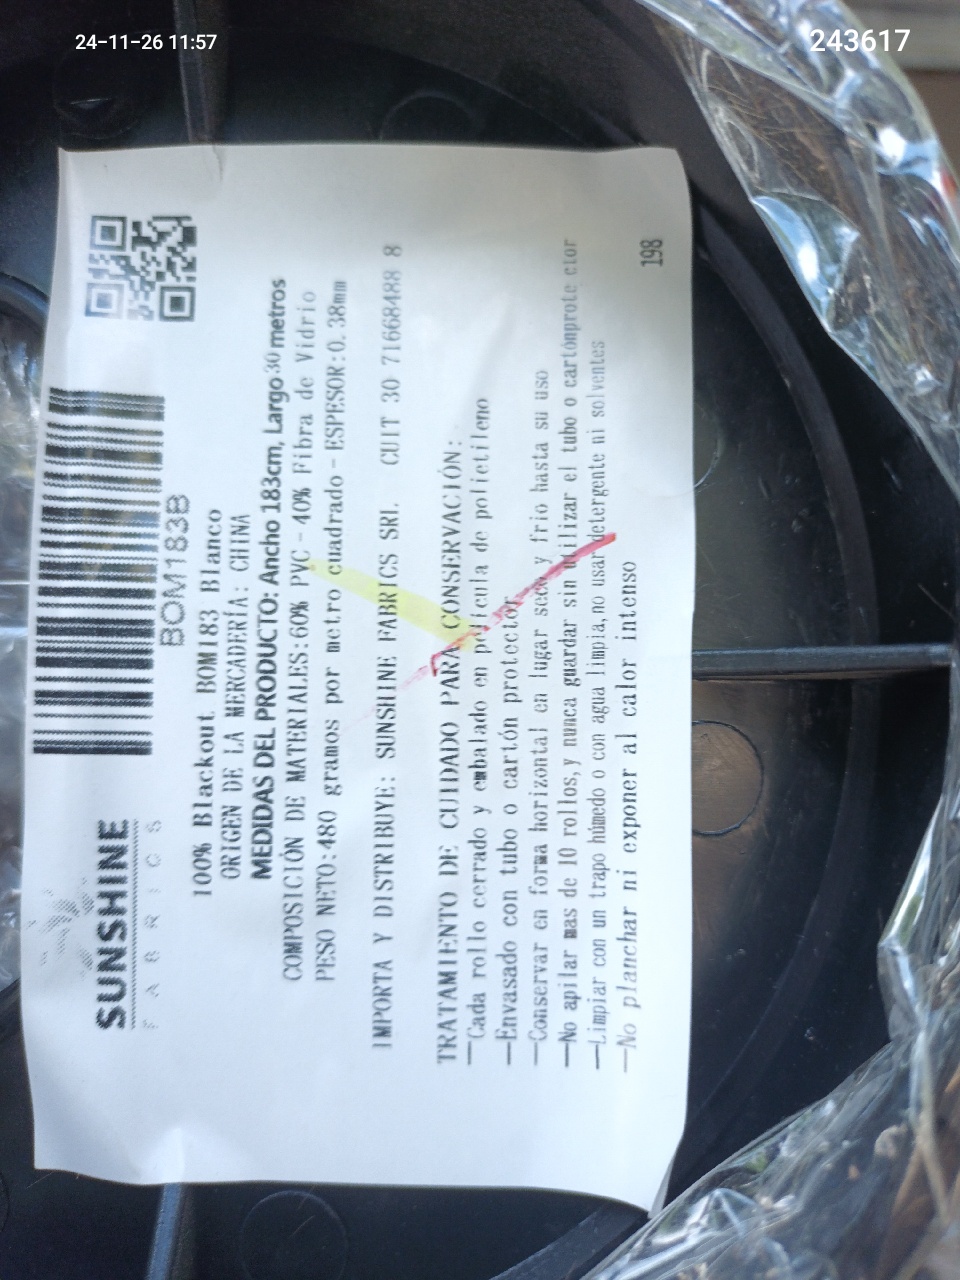 24-11-26 11:57
243617
SUNSHINE
FABRICS
BOM183B
100% Blackout BOM183 Blanco
ORIGEN DE LA MERCADERÍA: CHINA
MEDIDAS DEL PRODUCTO: Ancho 183cm, Largo 30 metros
COMPOSICIÓN DE MATERIALES:60% PVC - 40% Fibra de Vidrio
PESO NETO:480 gramos por metro cuadrado - ESPESOR:0.38mm
IMPORTA Y DISTRIBUYE: SUNSHINE FABRICS SRL. CUIT 30 71668488 8
TRATAMIENTO DE CUIDADO PARA CONSERVACIÓN:
—Cada rollo cerrado y embalado en película de polietileno
—Envasado con tubo o cartón protector
—Conservar en forma horizontal en lugar seco y frio hasta su uso
—No apilar mas de 10 rollos,y nunca guardar sin utilizar el tubo o cartónprote ctor
—Limpiar con un trapo húmedo o con agua limpia,no usar detergente ni solventes
—No planchar ni exponer al calor intenso
198